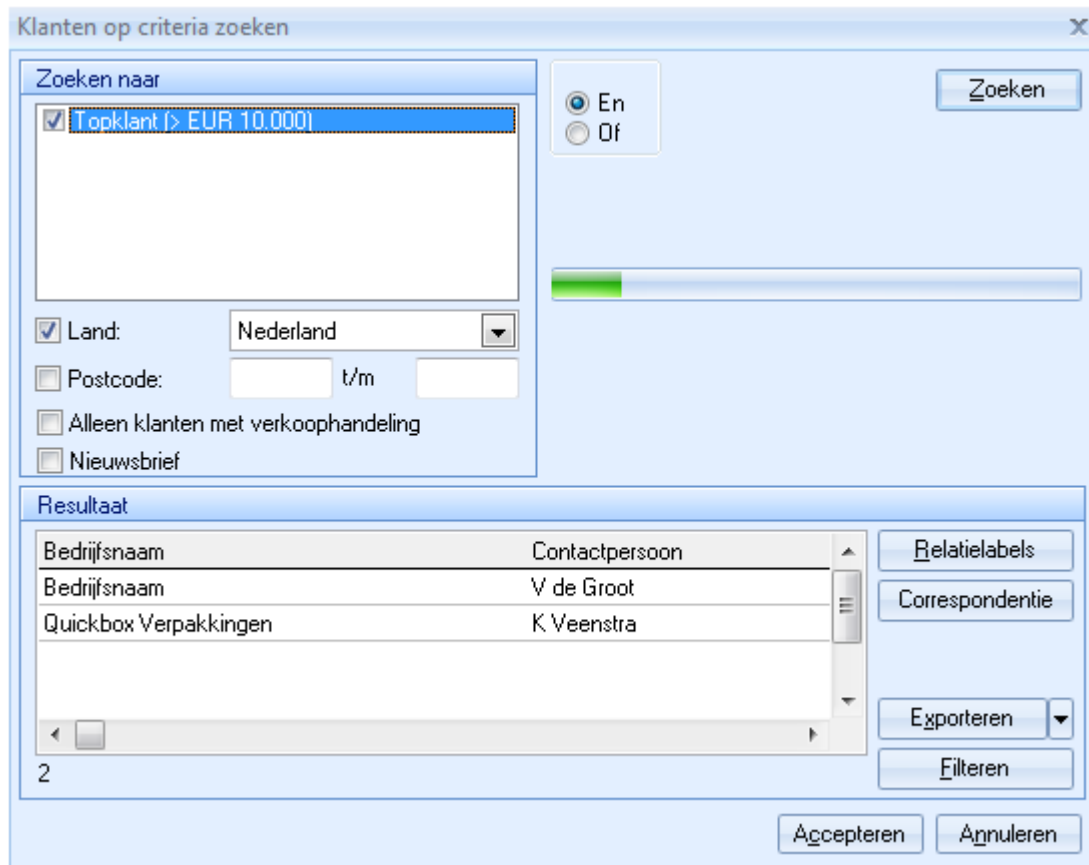 Klanten op criteria zoeken
Zoeken naar
Topklant (> EUR 10.000)
En
Of
Zoeken
Land: Nederland
Postcode: t/m
Alleen klanten met verkoophandeling
Nieuwsbrief
Resultaat
Bedrijfsnaam Contactpersoon
Bedrijfsnaam V de Groot
Quickbox Verpakkingen K Veenstra
2
Relatielabels
Correspondentie
Exporteren
Filteren
Accepteren Annuleren